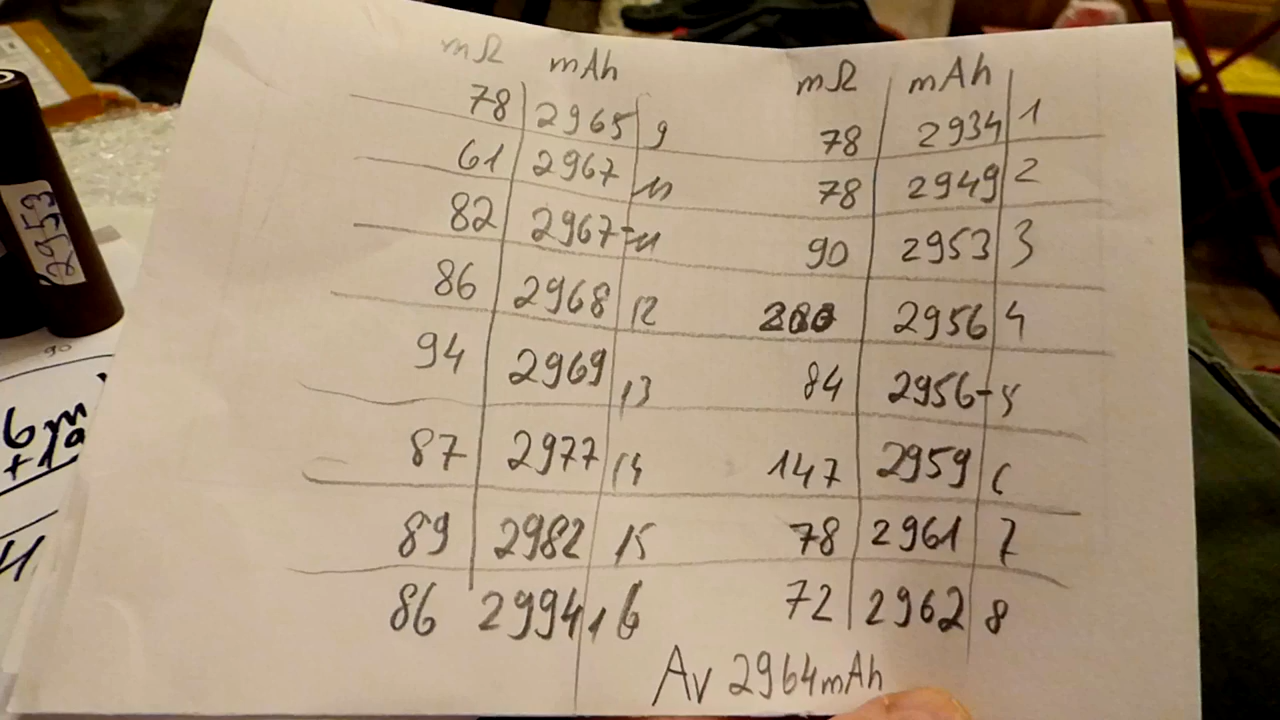 mΩ mAh mΩ mAh
78 2965 9 78 2934 1
61 2967 78 2949 2
82 2967 11 90 2953 3
86 2968 12 2956 4
94 2969 13 84 2956 5
87 2977 14 147 2959 6
89 2982 15 78 2961 7
86 2994 16 72 2962 8
Av 2964mAh
2953
90